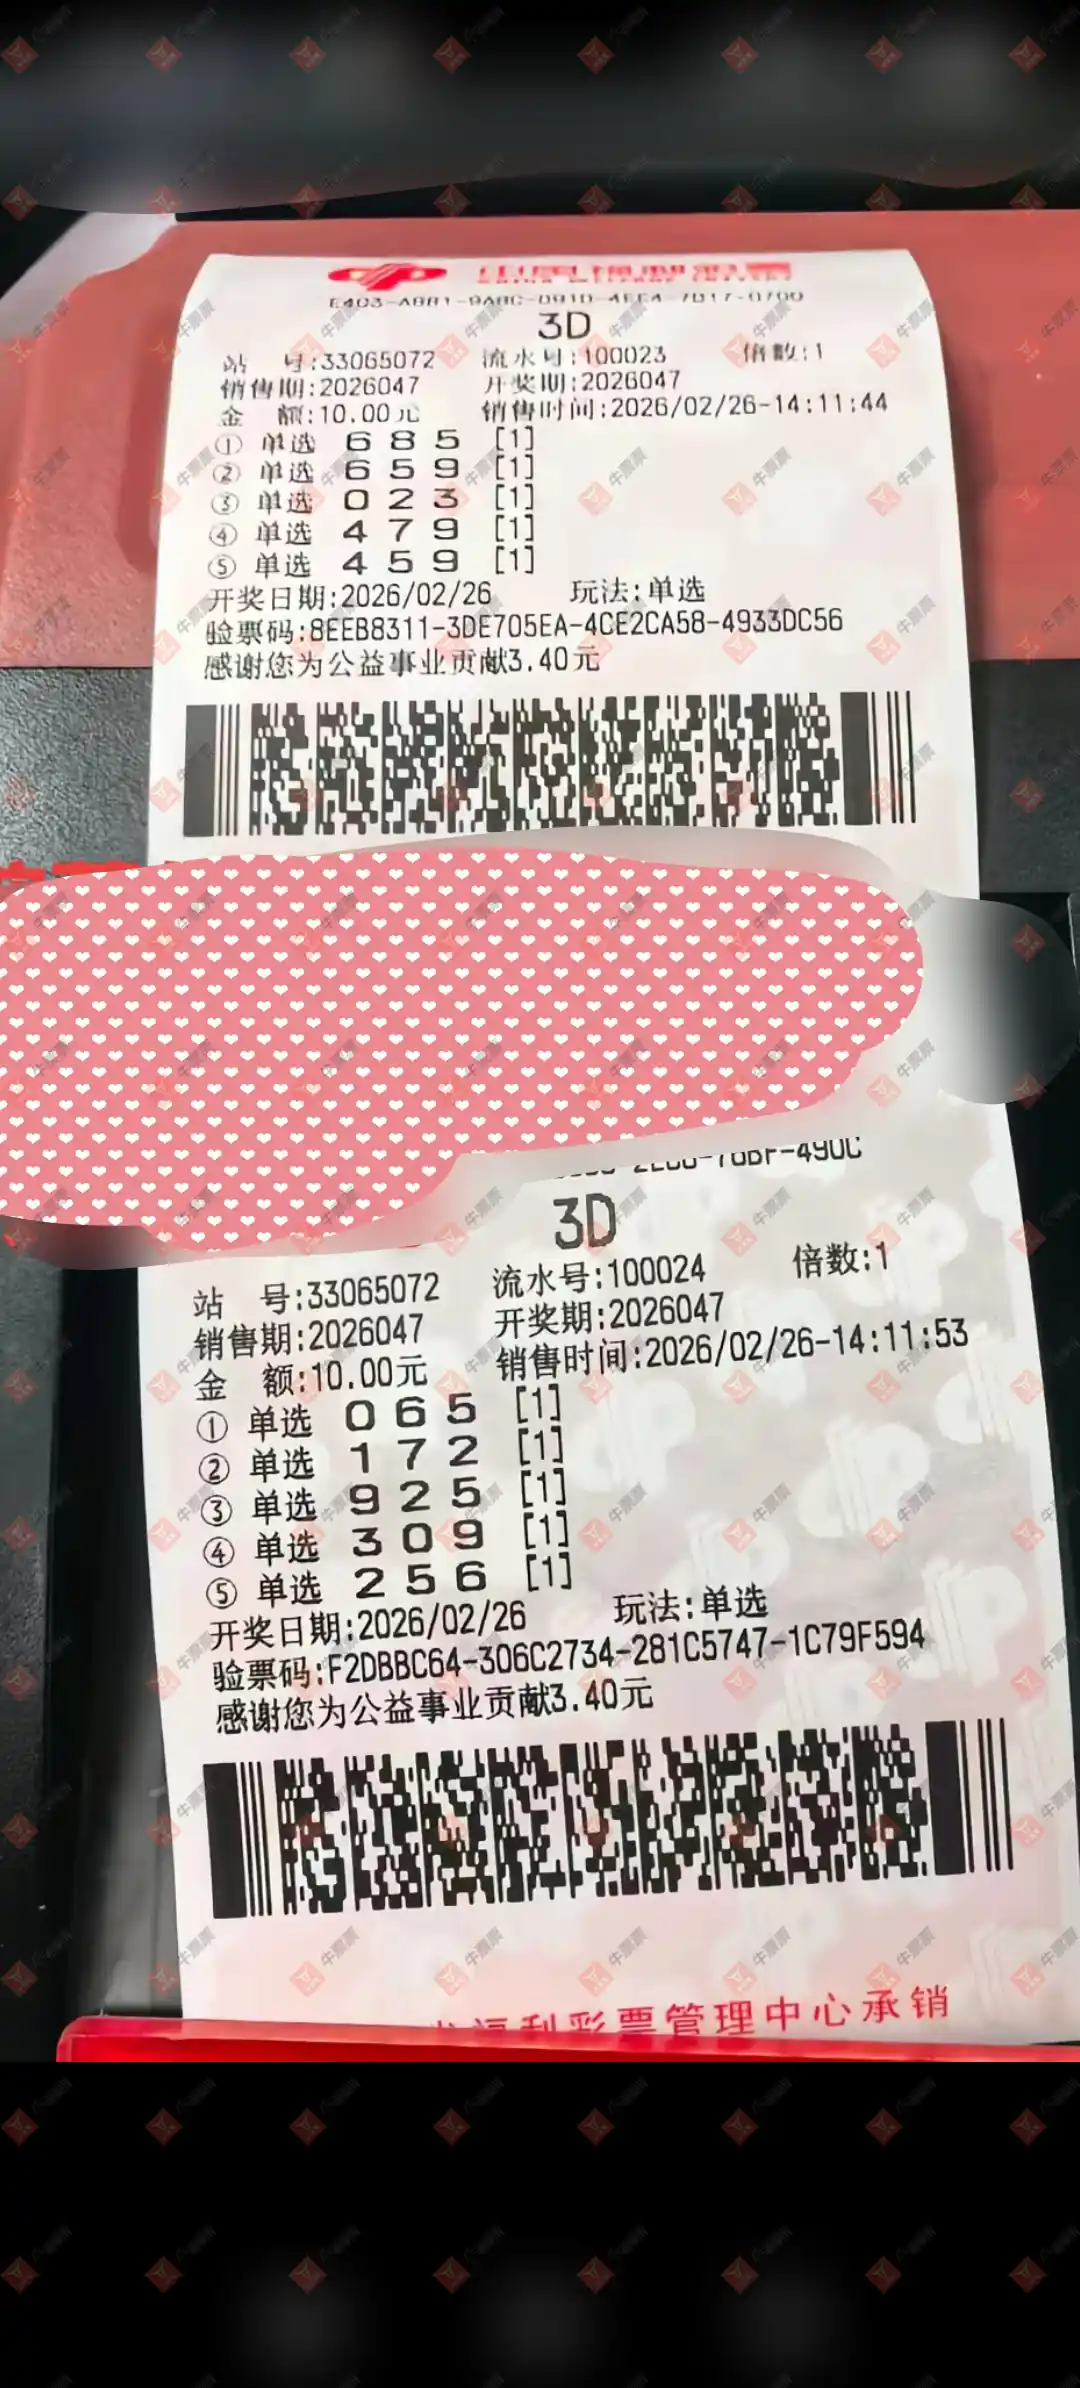 中国福利彩票
3D
站 号:33065072 流水号:100023 倍数:1
销售期:2026047 开奖期:2026047
金 额:10.00元 销售时间:2026/02/26-14:11:44
① 单选 6 8 5 [1]
② 单选 6 5 9 [1]
③ 单选 0 2 3 [1]
④ 单选 4 7 9 [1]
⑤ 单选 4 5 9 [1]
开奖日期:2026/02/26 玩法:单选
验票码:8EEB8311-3DE705EA-4CE2CA58-4933DC56
感谢您为公益事业贡献3.40元
3D
站 号:33065072 流水号:100024 倍数:1
销售期:2026047 开奖期:2026047
金 额:10.00元 销售时间:2026/02/26-14:11:53
① 单选 0 6 5 [1]
② 单选 1 7 2 [1]
③ 单选 9 2 5 [1]
④ 单选 3 0 9 [1]
⑤ 单选 2 5 6 [1]
开奖日期:2026/02/26 玩法:单选
验票码:F2DBBC64-306C2734-281C5747-1C79F594
感谢您为公益事业贡献3.40元
福利彩票管理中心承销
牛票票